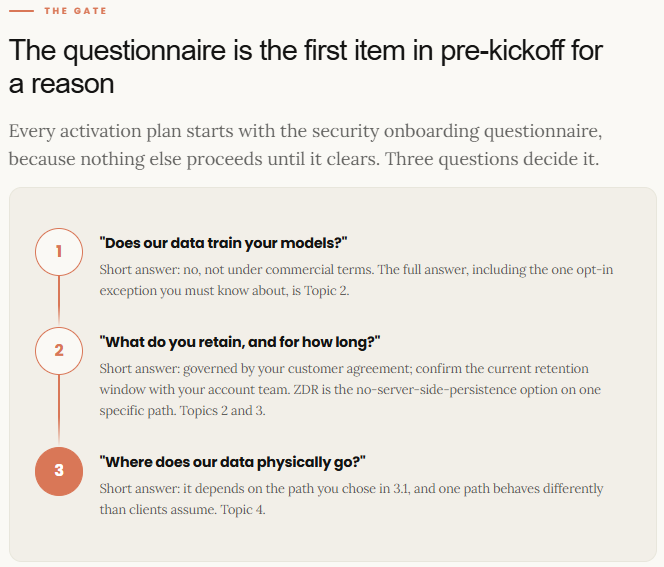 THE GATE
The questionnaire is the first item in pre-kickoff for
a reason
Every activation plan starts with the security onboarding questionnaire,
because nothing else proceeds until it clears. Three questions decide it.
1
"Does our data train your models?"
Short answer: no, not under commercial terms. The full answer, including the one opt-in
exception you must know about, is Topic 2.
2
"What do you retain, and for how long?"
Short answer: governed by your customer agreement; confirm the current retention
window with your account team. ZDR is the no-server-side-persistence option on one
specific path. Topics 2 and 3.
3
"Where does our data physically go?"
Short answer: it depends on the path you chose in 3.1, and one path behaves differently
than clients assume. Topic 4.